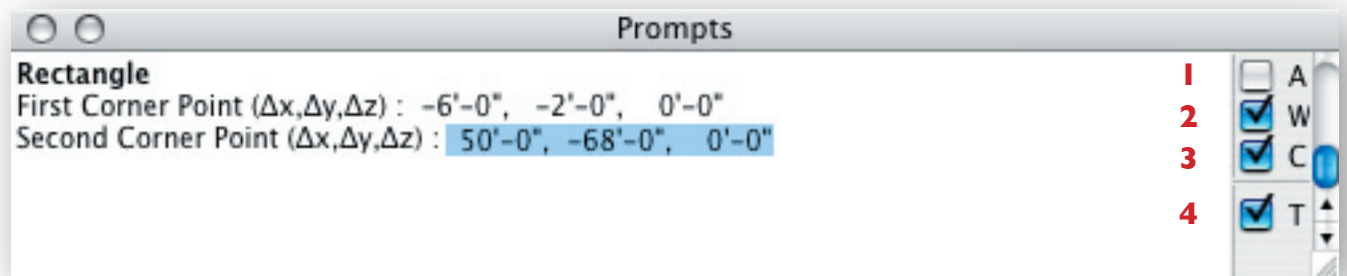 Prompts
Rectangle
First Corner Point (Δx,Δy,Δz) : -6'-0", -2'-0", 0'-0"
Second Corner Point (Δx,Δy,Δz) : 50'-0", -68'-0", 0'-0"
1 A
2 W
3 C
4 T